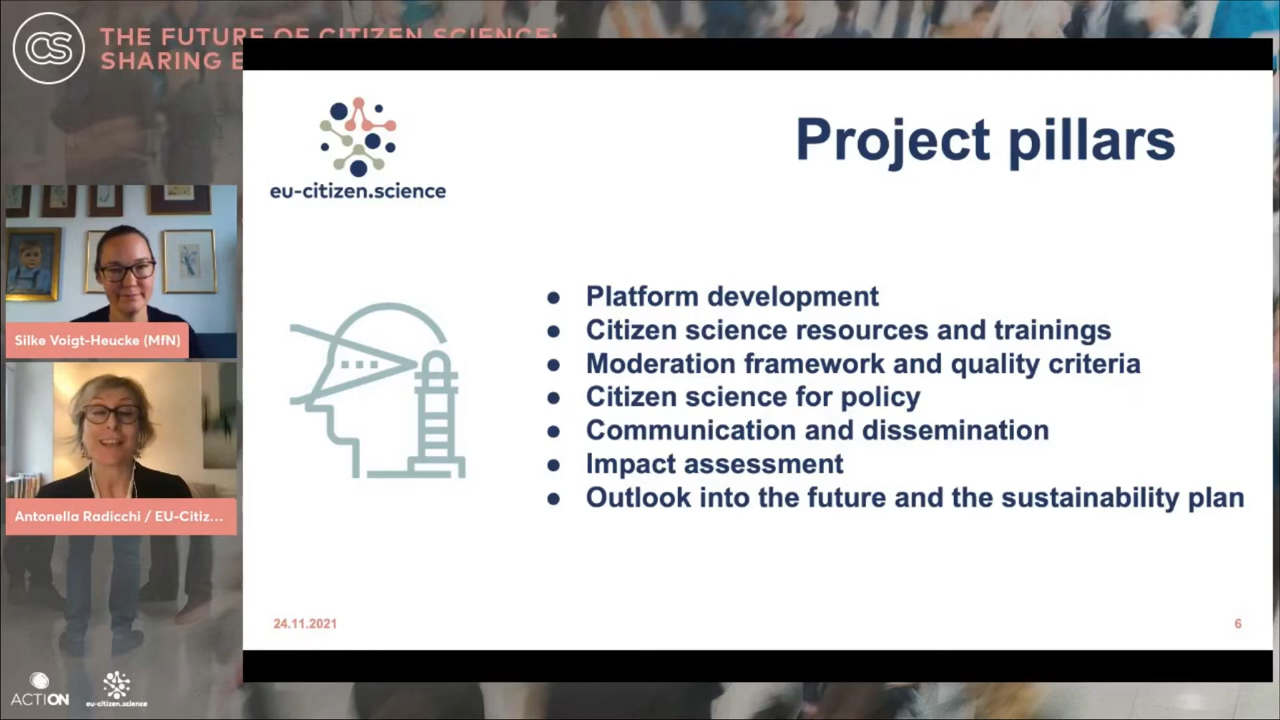 CS
THE FUTURE OF CITIZEN SCIENCE:
SHARING E
eu-citizen.science
Project pillars
Silke Voigt-Heucke (MfN)
Antonella Radicchi / EU-Citiz...
● Platform development
● Citizen science resources and trainings
● Moderation framework and quality criteria
● Citizen science for policy
● Communication and dissemination
● Impact assessment
● Outlook into the future and the sustainability plan
24.11.2021
6
ACTION
eu-citizen.science